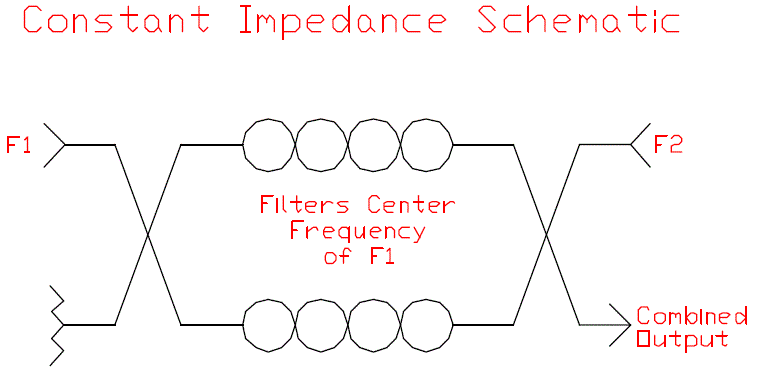 Constant Impedance Schematic
F1
F2
Filters Center
Frequency
of F1
Combined
Output